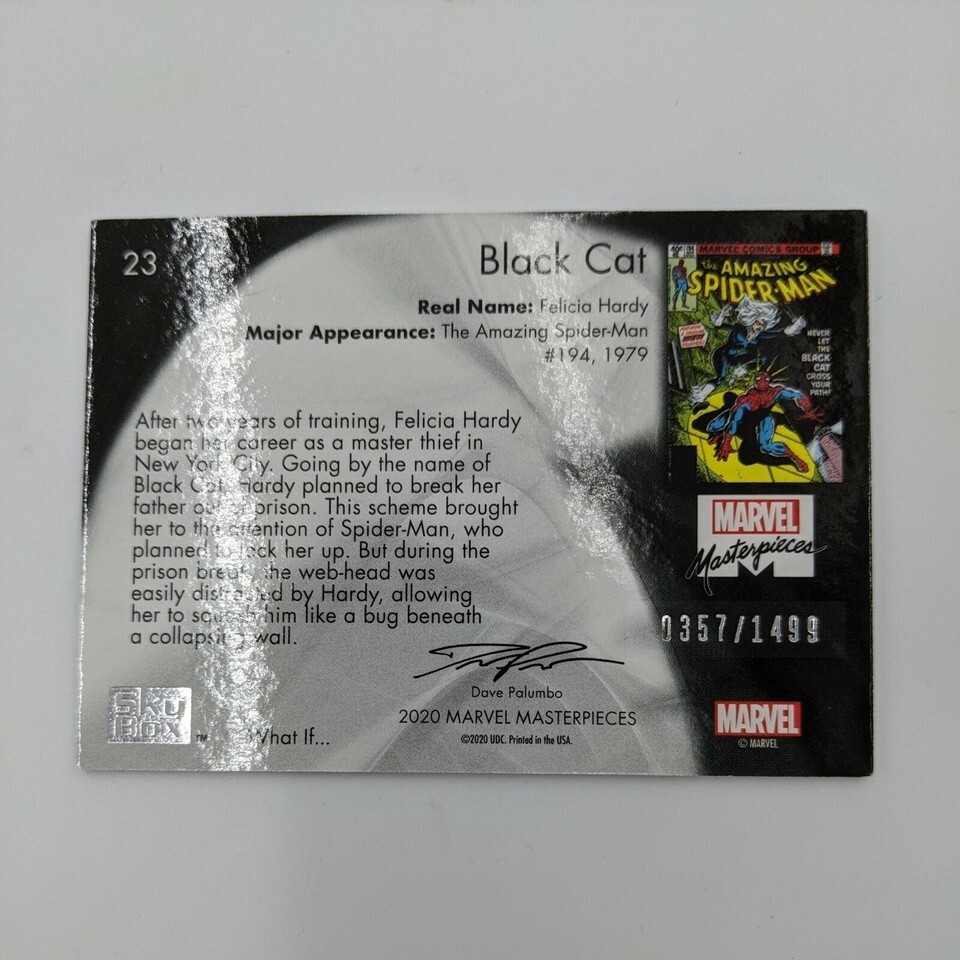 23
Black Cat
Real Name: Felicia Hardy
Major Appearance: The Amazing Spider-Man
#194, 1979
After two years of training, Felicia Hardy
began her career as a master thief in
New York City. Going by the name of
Black Cat, Hardy planned to break her
father out of prison. This scheme brought
her to the attention of Spider-Man, who
planned to lock her up. But during the
prison break, the web-head was
easily distracted by Hardy, allowing
her to squash him like a bug beneath
a collapsing wall.
MARVEL COMICS GROUP
THE AMAZING
SPIDER-MAN
NEVER
LET
THE
BLACK
CAT
CROSS
YOUR
PATH!
MARVEL
Masterpieces
0357/1499
Dave Palumbo
2020 MARVEL MASTERPIECES
©2020 UDC. Printed in the USA.
SkyBox ™
What If...
MARVEL
© MARVEL